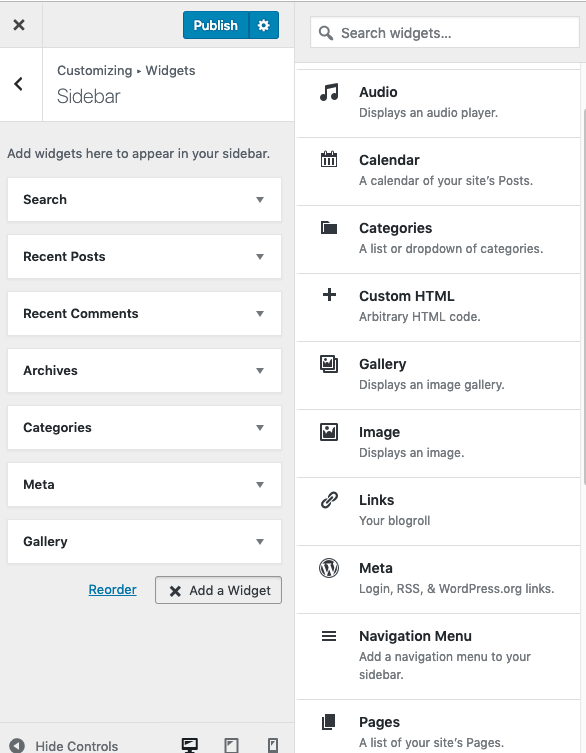 Publish
Customizing ▸ Widgets
Sidebar
Add widgets here to appear in your sidebar.
Search
Recent Posts
Recent Comments
Archives
Categories
Meta
Gallery
Reorder
Add a Widget
Hide Controls
Search widgets...
Audio
Displays an audio player.
Calendar
A calendar of your site's Posts.
Categories
A list or dropdown of categories.
Custom HTML
Arbitrary HTML code.
Gallery
Displays an image gallery.
Image
Displays an image.
Links
Your blogroll
Meta
Login, RSS, & WordPress.org links.
Navigation Menu
Add a navigation menu to your
sidebar.
Pages
A list of your site's Pages.